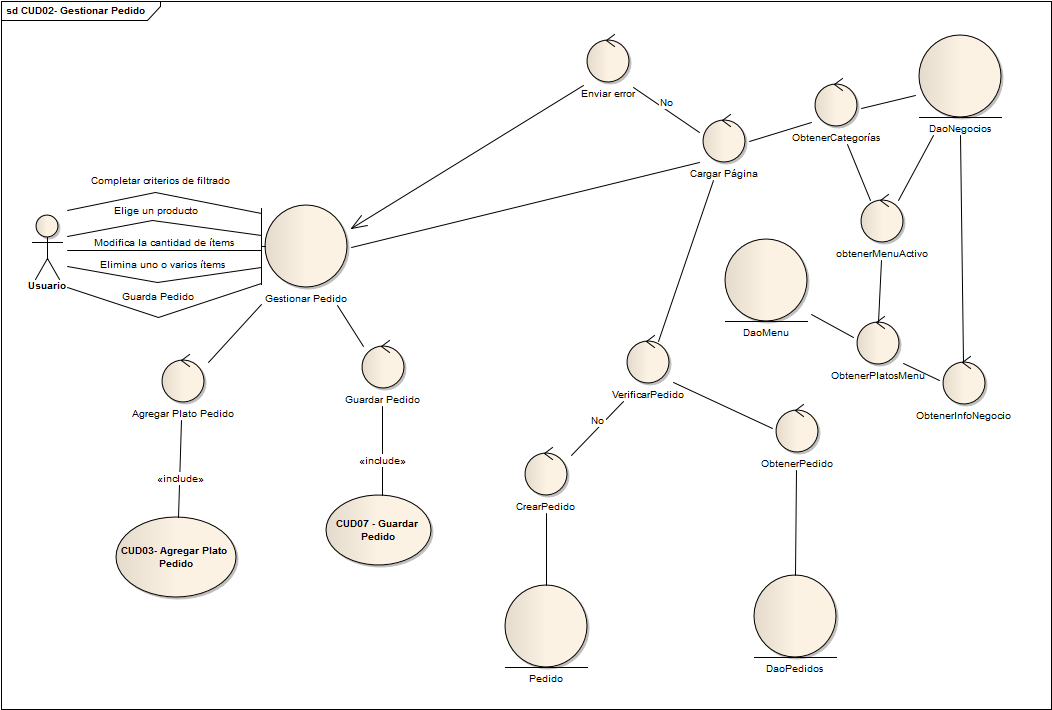 sd CUD02- Gestionar Pedido
Enviar error
No
ObtenerCategorías
DaoNegocios
Cargar Página
Completar criterios de filtrado
Elige un producto
Modifica la cantidad de ítems
Elimina uno o varios ítems
Guarda Pedido
Usuario
Gestionar Pedido
obtenerMenuActivo
DaoMenu
ObtenerPlatosMenú
ObtenerInfoNegocio
VerificarPedido
No
Agregar Plato Pedido
Guardar Pedido
ObtenerPedido
«include»
«include»
CrearPedido
CUD03- Agregar Plato
Pedido
CUD07 - Guardar
Pedido
Pedido
DaoPedidos